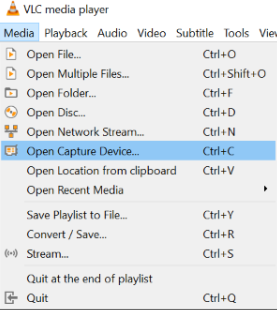 VLC media player
Media Playback Audio Video Subtitle Tools
Open File... Ctrl+O
Open Multiple Files... Ctrl+Shift+O
Open Folder... Ctrl+F
Open Disc... Ctrl+D
Open Network Stream... Ctrl+N
Open Capture Device... Ctrl+C
Open Location from clipboard Ctrl+V
Open Recent Media
Save Playlist to File... Ctrl+Y
Convert / Save... Ctrl+R
Stream... Ctrl+S
Quit at the end of playlist
Quit Ctrl+Q